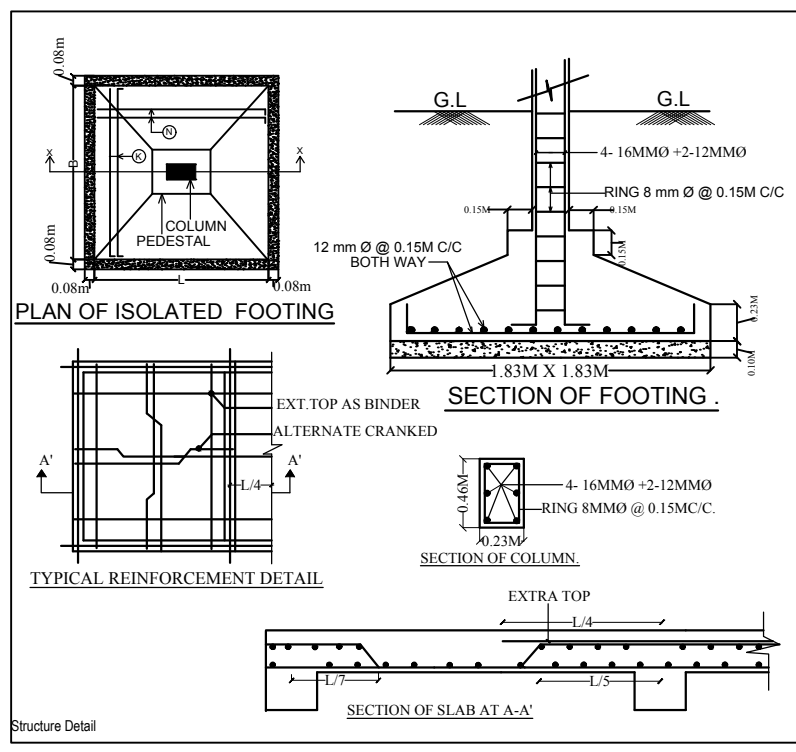 0.08m
0.08m
0.08m
0.08m
B
L
N
K
x
x
COLUMN
PEDESTAL
PLAN OF ISOLATED FOOTING
G.L
G.L
4- 16MMØ +2-12MMØ
RING 8 mm Ø @ 0.15M C/C
0.15M
0.15M
0.15M
12 mm Ø @ 0.15M C/C
BOTH WAY
0.23M
0.10M
1.83M X 1.83M
SECTION OF FOOTING .
EXT.TOP AS BINDER
ALTERNATE CRANKED
A'
A'
L/4
TYPICAL REINFORCEMENT DETAIL
0.46M
4- 16MMØ +2-12MMØ
RING 8MMØ @ 0.15MC/C.
0.23M
SECTION OF COLUMN.
EXTRA TOP
L/4
L/7
L/5
SECTION OF SLAB AT A-A'
Structure Detail